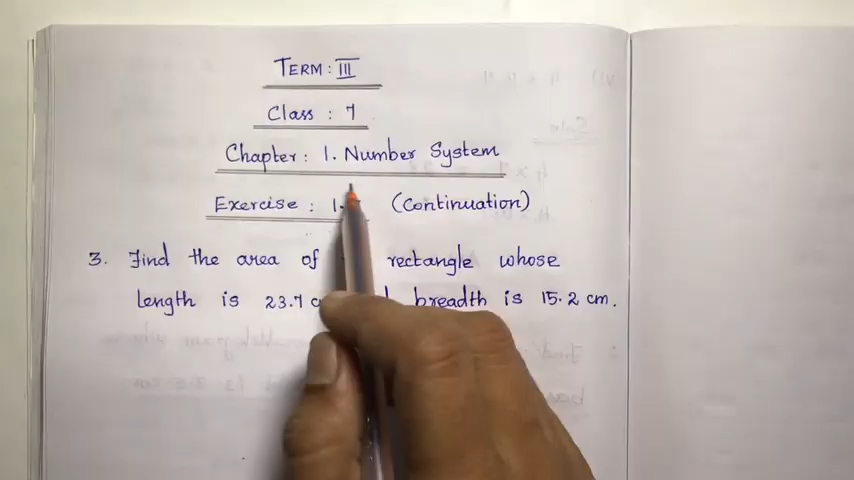 TERM: III
Class : 7
Chapter: 1. Number System
Exercise : 1. (Continuation)
3. Find the area of rectangle whose
length is 23.7 breadth is 15.2 cm.